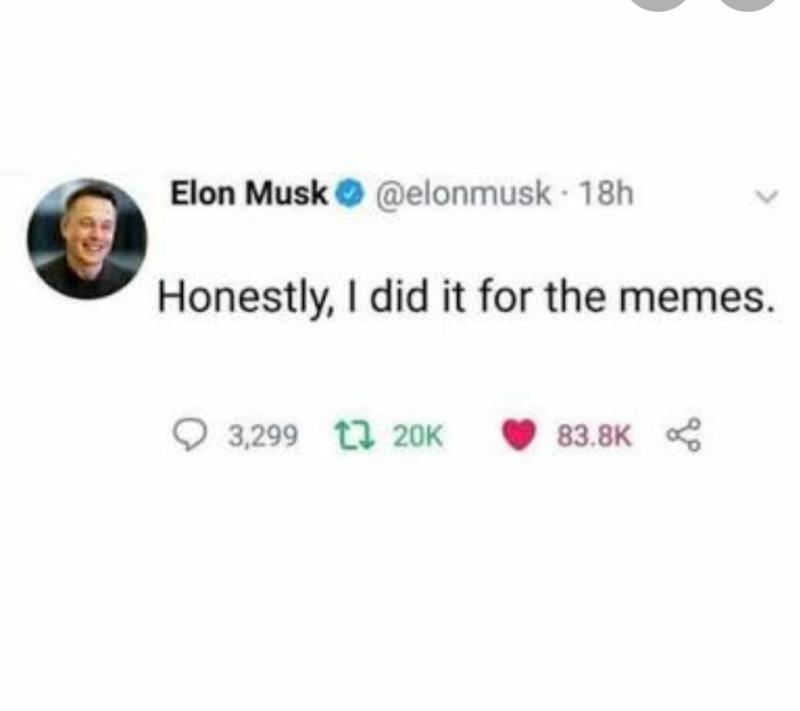 Elon Musk @elonmusk · 18h
Honestly, I did it for the memes.
3,299 20K 83.8K